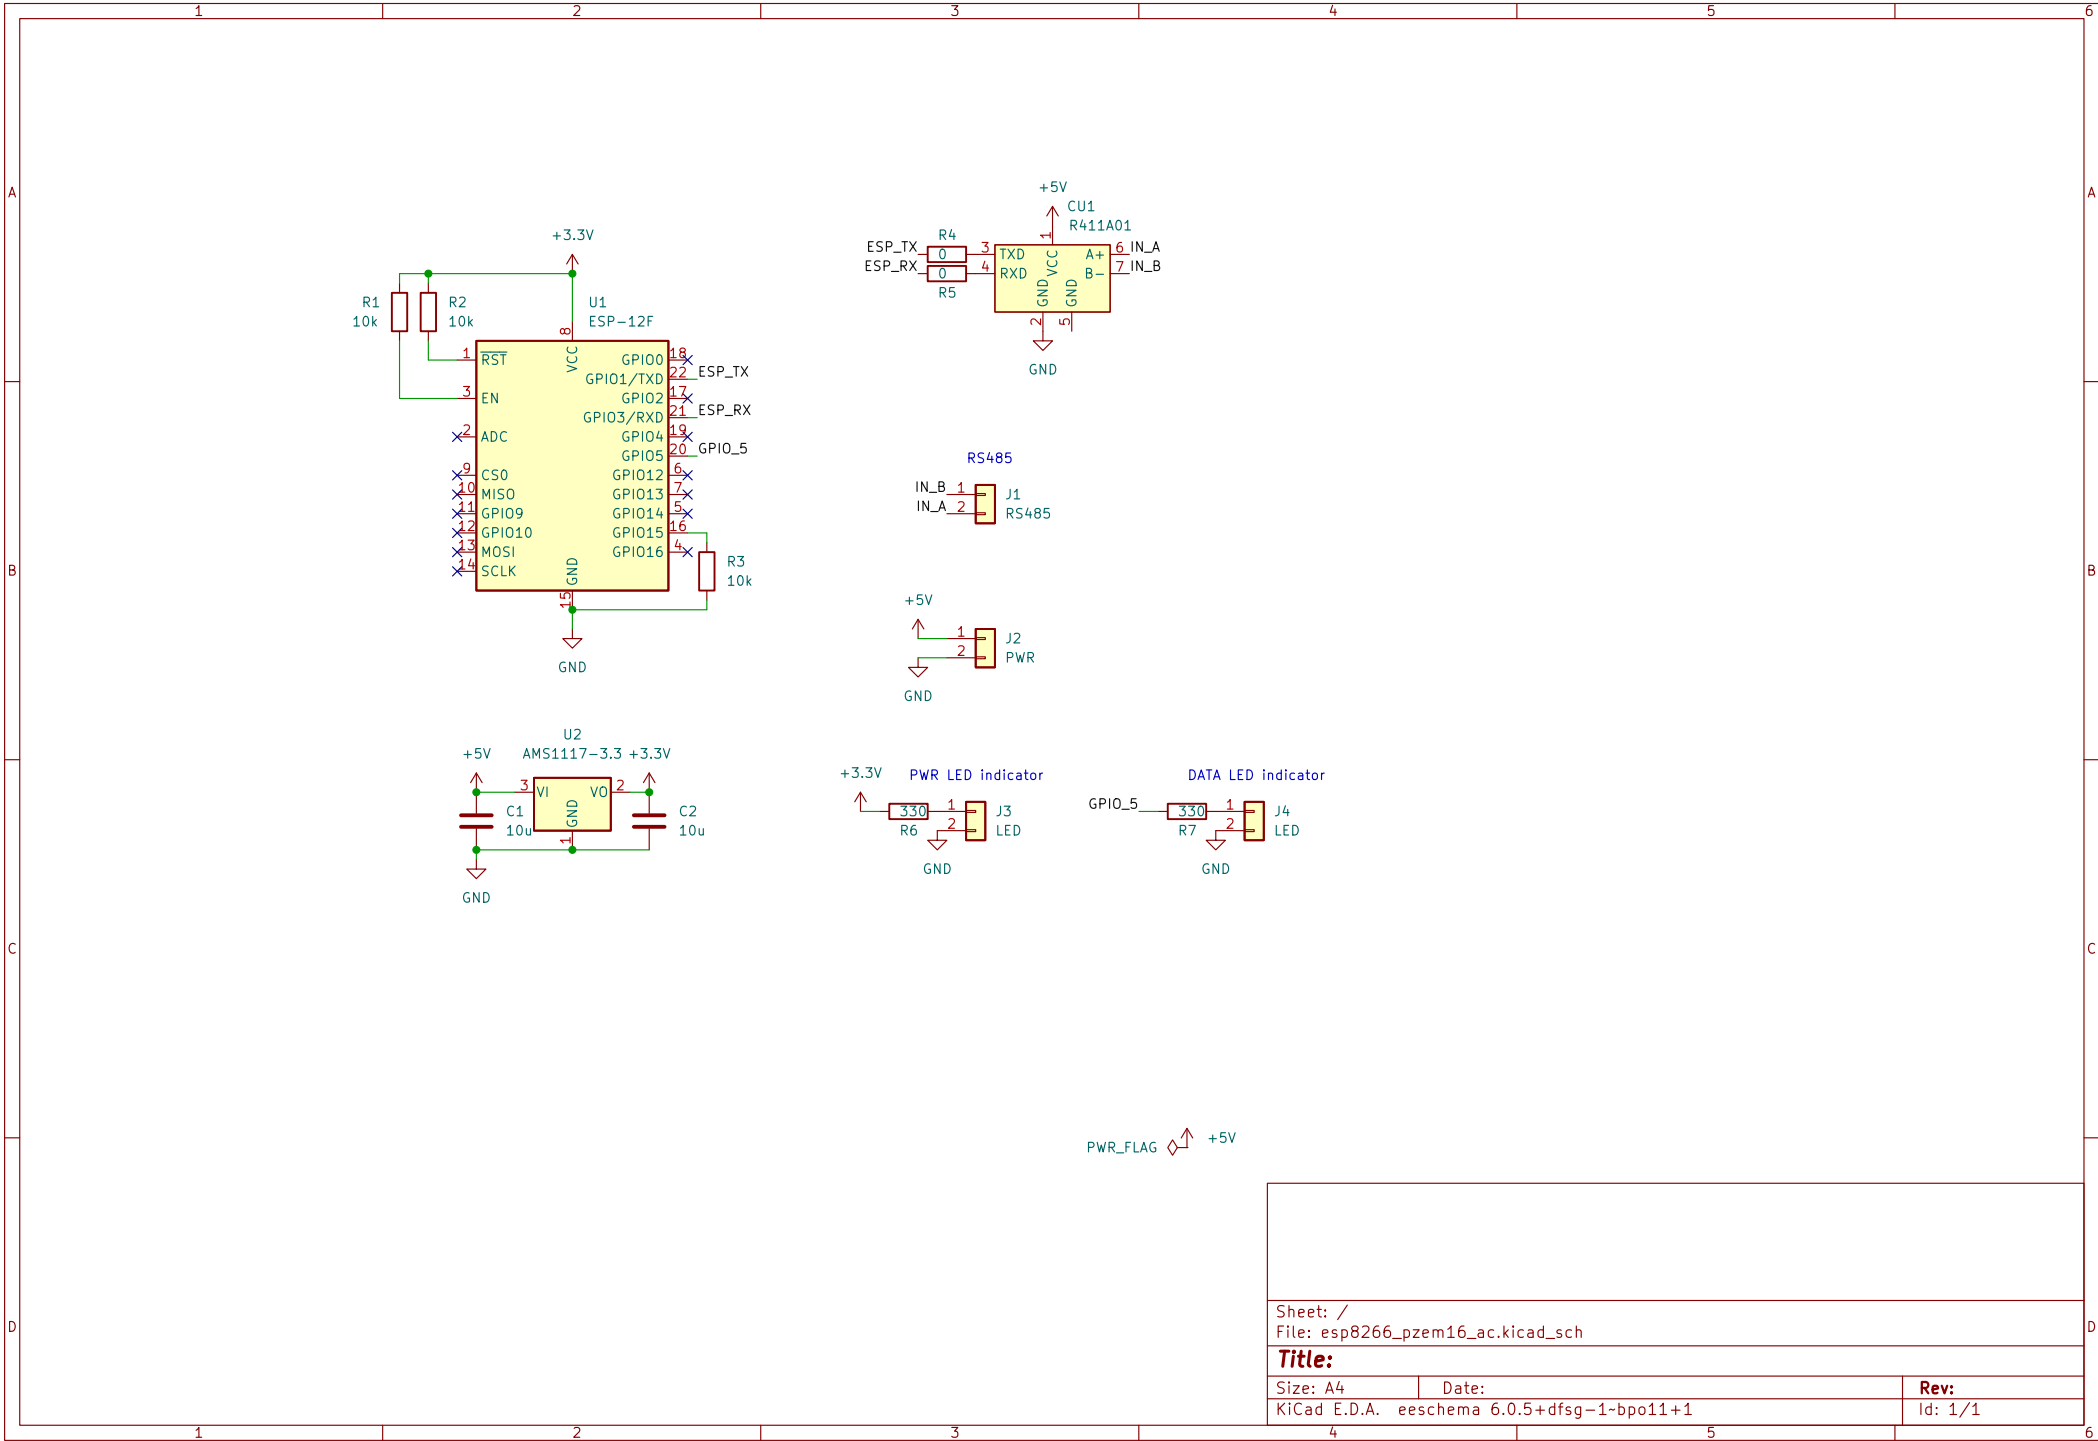 1 2 3 4 5 6
A A
B B
C C
D D
+3.3V
R1
10k
R2
10k
U1
ESP-12F
8
VCC
1 RST
3 EN
2 ADC
9 CS0
10 MISO
11 GPIO9
12 GPIO10
13 MOSI
14 SCLK
GPIO0 18
GPIO1/TXD 22 ESP_TX
GPIO2 17
GPIO3/RXD 21 ESP_RX
GPIO4 19
GPIO5 20 GPIO_5
GPIO12 6
GPIO13 7
GPIO14 5
GPIO15 16
GPIO16 4
GND
15
R3
10k
GND
+5V
CU1
R411A01
1
VCC
ESP_TX R4 0 3 TXD
ESP_RX 0 4 RXD
R5
A+ 6 IN_A
B- 7 IN_B
GND GND
2 5
GND
RS485
IN_B 1
IN_A 2
J1
RS485
+5V
1
2
J2
PWR
GND
U2
AMS1117-3.3
+5V
+3.3V
3 VI
VO 2
GND
1
C1
10u
C2
10u
GND
PWR LED indicator
+3.3V
330
R6
1
2
J3
LED
GND
DATA LED indicator
GPIO_5
330
R7
1
2
J4
LED
GND
PWR_FLAG
+5V
Sheet: /
File: esp8266_pzem16_ac.kicad_sch
Title:
Size: A4 Date: Rev:
KiCad E.D.A. eeschema 6.0.5+dfsg-1~bpo11+1 Id: 1/1
1 2 3 4 5 6